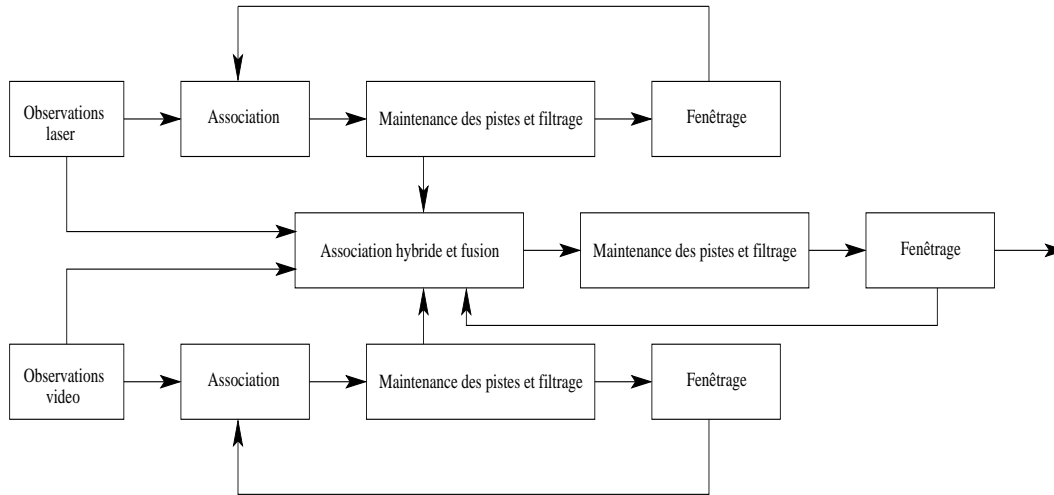 Observations
laser
Association
Maintenance des pistes et filtrage
Fenêtrage
Association hybride et fusion
Maintenance des pistes et filtrage
Fenêtrage
Observations
video
Association
Maintenance des pistes et filtrage
Fenêtrage